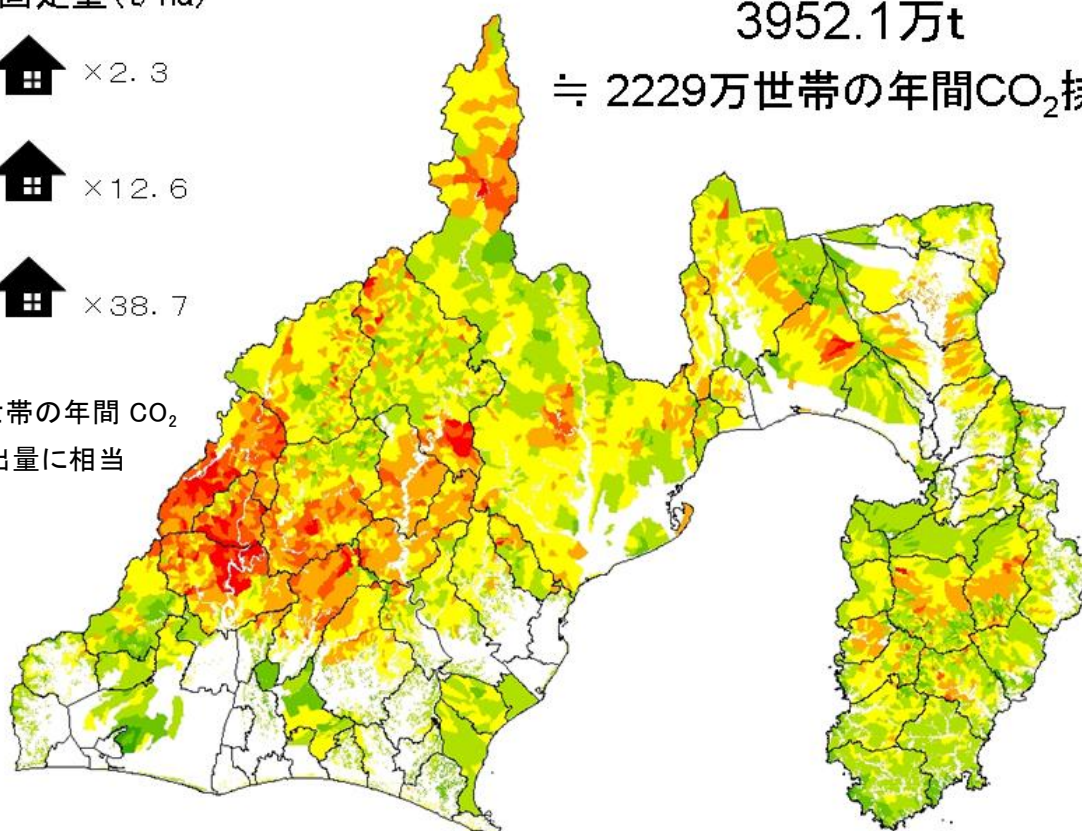 固定量(t/ha)
3952.1万t
≒ 2229万世帯の年間CO₂
×2. 3
×12. 6
×38. 7
世帯の年間 CO₂
出量に相当